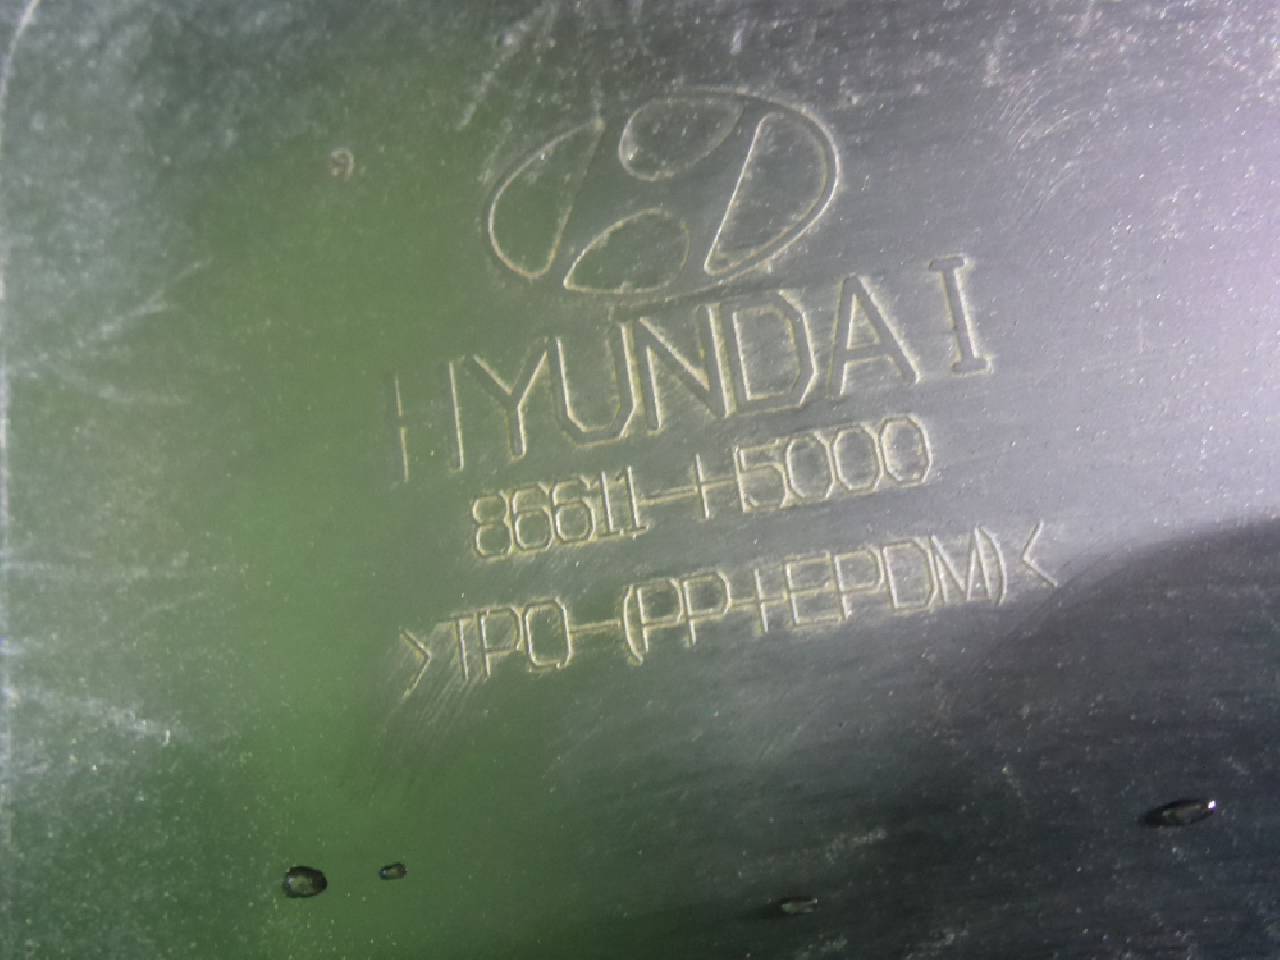 HYUNDAI
86611-H5000
>TPO-(PP+EPDM)<